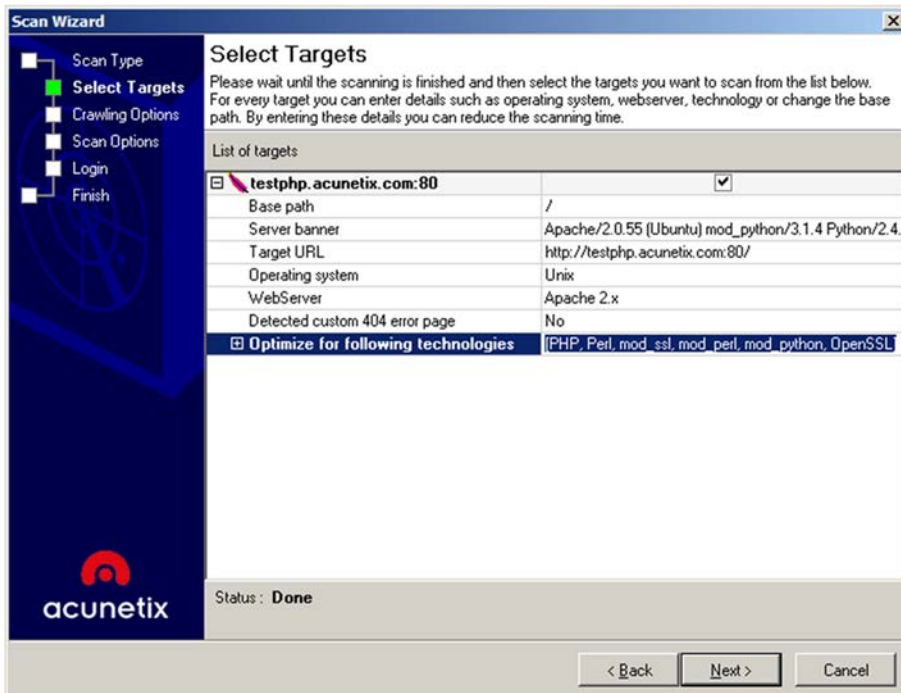 Scan Wizard
Scan Type
Select Targets
Crawling Options
Scan Options
Login
Finish
acunetix
Select Targets
Please wait until the scanning is finished and then select the targets you want to scan from the list below.
For every target you can enter details such as operating system, webserver, technology or change the base
path. By entering these details you can reduce the scanning time.
List of targets
testphp.acunetix.com:80
Base path /
Server banner Apache/2.0.55 (Ubuntu) mod_python/3.1.4 Python/2.4.
Target URL http://testphp.acunetix.com:80/
Operating system Unix
WebServer Apache 2.x
Detected custom 404 error page No
Optimize for following technologies [PHP, Perl, mod_ssl, mod_perl, mod_python, OpenSSL]
Status : Done
< Back Next > Cancel